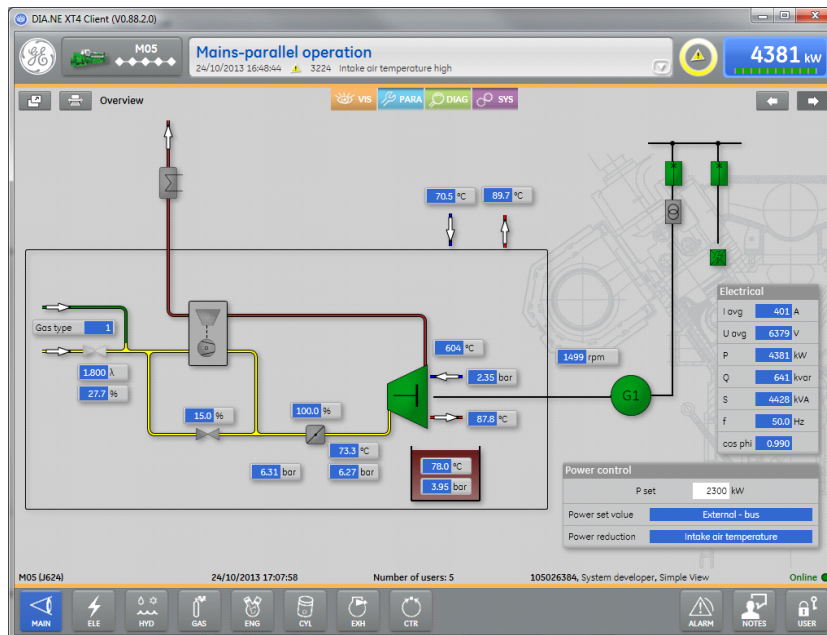 DIA.NE XT4 Client (V0.88.2.0)
M05
Mains-parallel operation
24/10/2013 16:48:44 3224 Intake air temperature high
4381 kW
Overview
VIS PARA DIAG SYS
70.5 °C 89.7 °C
Gas type 1
1.800 λ
27.7 %
15.0 %
100.0 %
73.3 °C
6.31 bar 6.27 bar
604 °C
2.35 bar
87.8 °C
78.0 °C
3.95 bar
1499 rpm
G1
Electrical
I avg 401 A
U avg 6379 V
P 4381 kW
Q 641 kvar
S 4428 kVA
f 50.0 Hz
cos phi 0.990
Power control
P set 2300 kW
Power set value External - bus
Power reduction Intake air temperature
M05 (J624) 24/10/2013 17:07:58 Number of users: 5 105026384, System developer, Simple View Online
MAIN ELE HYD GAS ENG CYL EXH CTR ALARM NOTES USER